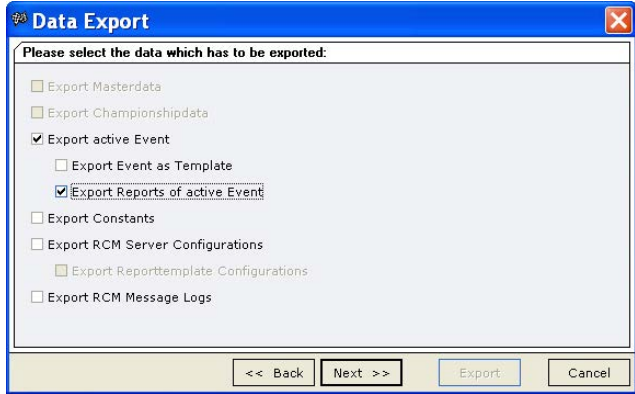 Data Export
Please select the data which has to be exported:
Export Masterdata
Export Championshipdata
Export active Event
Export Event as Template
Export Reports of active Event
Export Constants
Export RCM Server Configurations
Export Reporttemplate Configurations
Export RCM Message Logs
<< Back Next >> Export Cancel